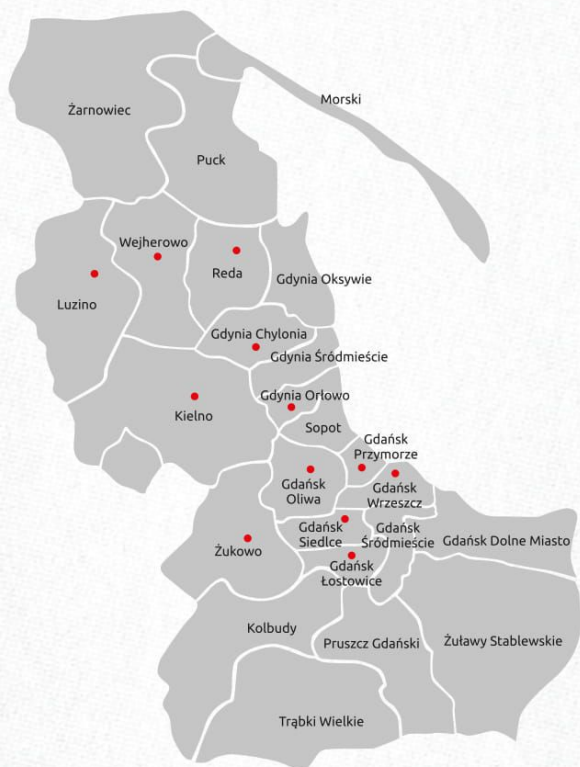 Morski
Żarnowiec
Puck
Wejherowo
Reda
Gdynia Oksywie
Luzino
Gdynia Chylonia
Gdynia Śródmieście
Gdynia Orłowo
Kielno
Sopot
Gdańsk
Przymorze
Gdańsk
Oliwa
Gdańsk
Wrzeszcz
Gdańsk
Siedlce
Gdańsk
Śródmieście
Gdańsk Dolne Miasto
Żukowo
Gdańsk
Łostowice
Kolbudy
Pruszcz Gdański
Żuławy Stablewskie
Trąbki Wielkie